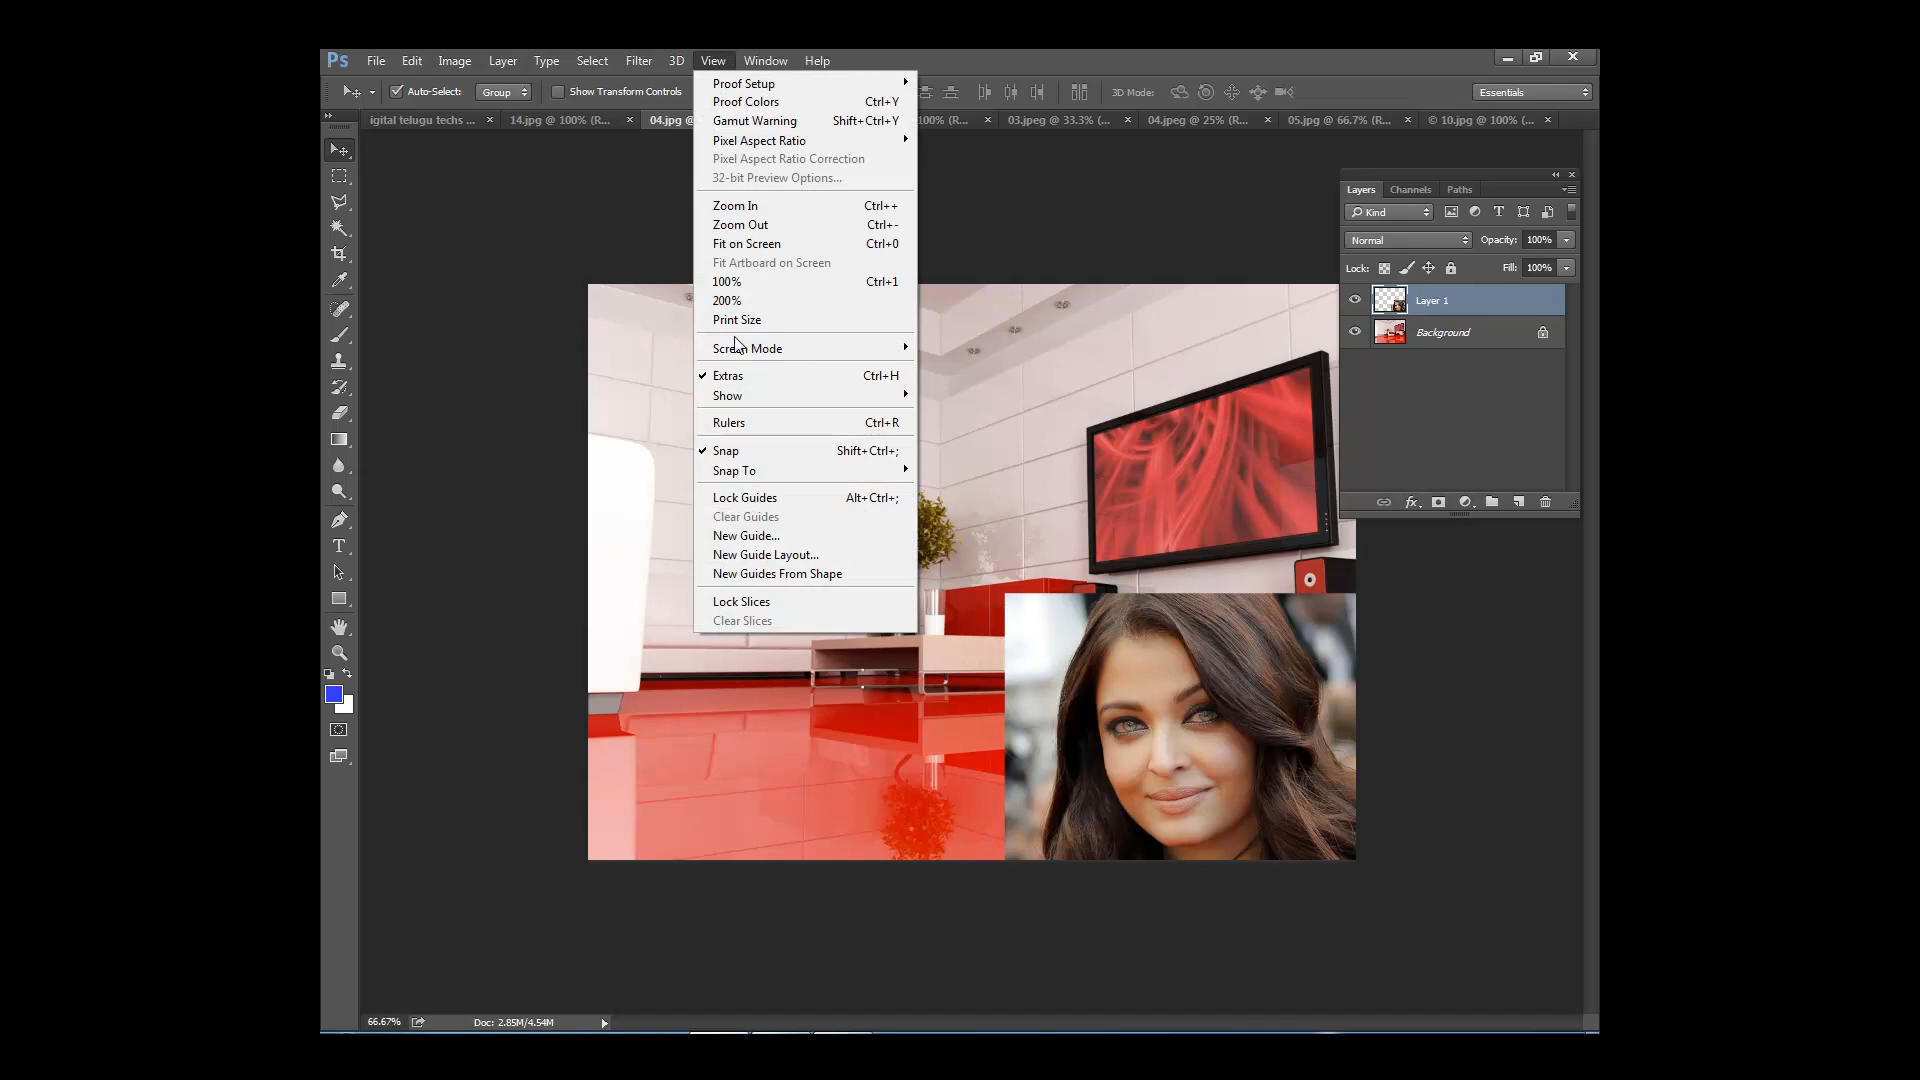 Ps File Edit Image Layer Type Select Filter 3D View Window Help
Auto-Select: Group Show Transform Controls 3D Mode: Essentials
igital telugu techs ... 14.jpg @ 100% (R... 04.jpg @ 100% (R... 03.jpeg @ 33.3% (... 04.jpeg @ 25% (R... 05.jpg @ 66.7% (R... © 10.jpg @ 100% (...
Proof Setup
Proof Colors Ctrl+Y
Gamut Warning Shift+Ctrl+Y
Pixel Aspect Ratio
Pixel Aspect Ratio Correction
32-bit Preview Options...
Zoom In Ctrl++
Zoom Out Ctrl+-
Fit on Screen Ctrl+0
Fit Artboard on Screen
100% Ctrl+1
200%
Print Size
Screen Mode
Extras Ctrl+H
Show
Rulers Ctrl+R
Snap Shift+Ctrl+;
Snap To
Lock Guides Alt+Ctrl+;
Clear Guides
New Guide...
New Guide Layout...
New Guides From Shape
Lock Slices
Clear Slices
Layers Channels Paths
Kind
Normal Opacity: 100%
Lock: Fill: 100%
Layer 1
Background
66.67% Doc: 2.85M/4.54M